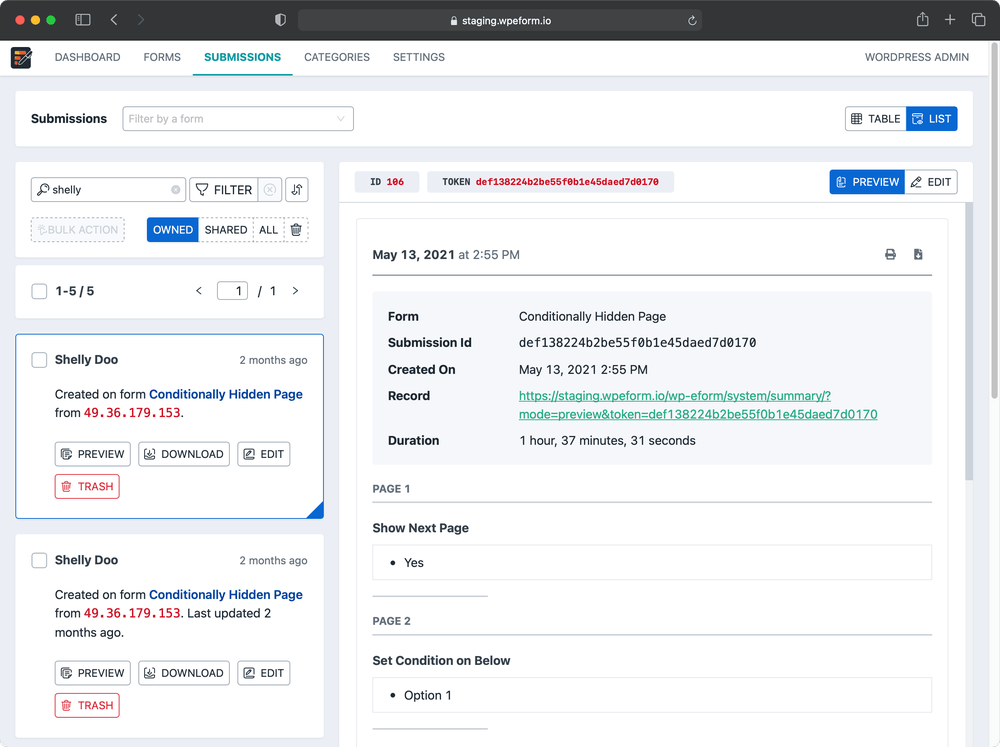 staging.wpeform.io
DASHBOARD FORMS SUBMISSIONS CATEGORIES SETTINGS WORDPRESS ADMIN
Submissions Filter by a form TABLE LIST
shelly FILTER
BULK ACTION OWNED SHARED ALL
1-5 / 5 1 / 1
Shelly Doo 2 months ago
Created on form Conditionally Hidden Page
from 49.36.179.153.
PREVIEW DOWNLOAD EDIT
TRASH
Shelly Doo 2 months ago
Created on form Conditionally Hidden Page
from 49.36.179.153. Last updated 2
months ago.
PREVIEW DOWNLOAD EDIT
TRASH
ID 106 TOKEN def138224b2be55f0b1e45daed7d0170 PREVIEW EDIT
May 13, 2021 at 2:55 PM
Form Conditionally Hidden Page
Submission Id def138224b2be55f0b1e45daed7d0170
Created On May 13, 2021 2:55 PM
Record https://staging.wpeform.io/wp-eform/system/summary/?
mode=preview&token=def138224b2be55f0b1e45daed7d0170
Duration 1 hour, 37 minutes, 31 seconds
PAGE 1
Show Next Page
• Yes
PAGE 2
Set Condition on Below
• Option 1